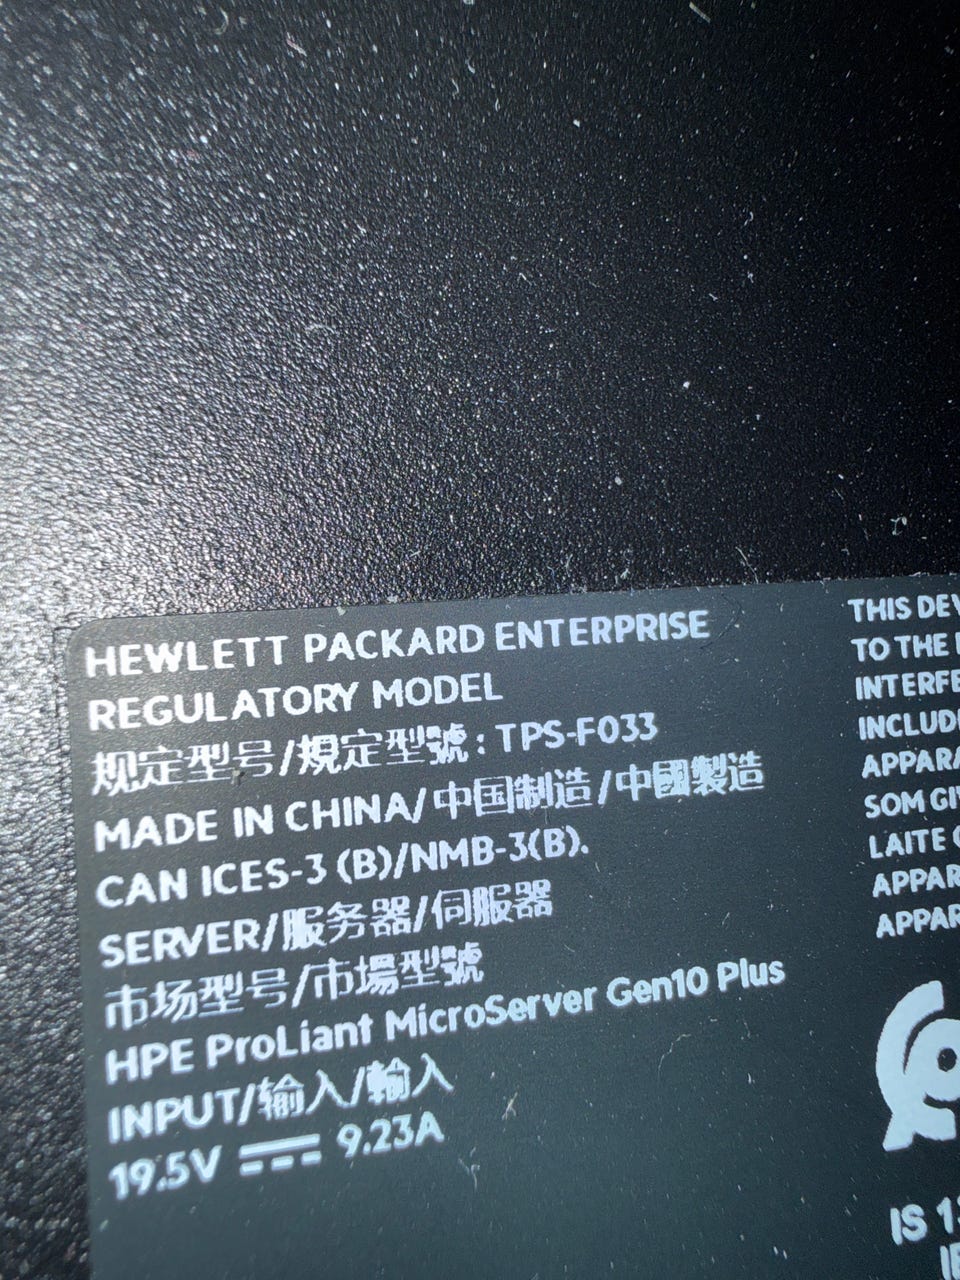 HEWLETT PACKARD ENTERPRISE
REGULATORY MODEL
规定型号/規定型號: TPS-F033
MADE IN CHINA/中国制造/中國製造
CAN ICES-3 (B)/NMB-3(B).
SERVER/服务器/伺服器
市场型号/市場型號
HPE ProLiant MicroServer Gen10 Plus
INPUT/输入/輸入
19.5V ⎓ 9.23A
THIS DEV
TO THE
INTERFE
INCLUD
APPARA
SOM GI
LAITE
APPAR
APPAR
IS 13